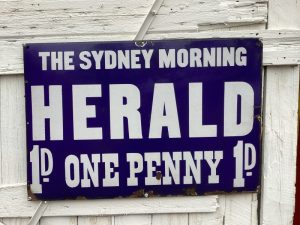 THE SYDNEY MORNING
HERALD
1D ONE PENNY 1D